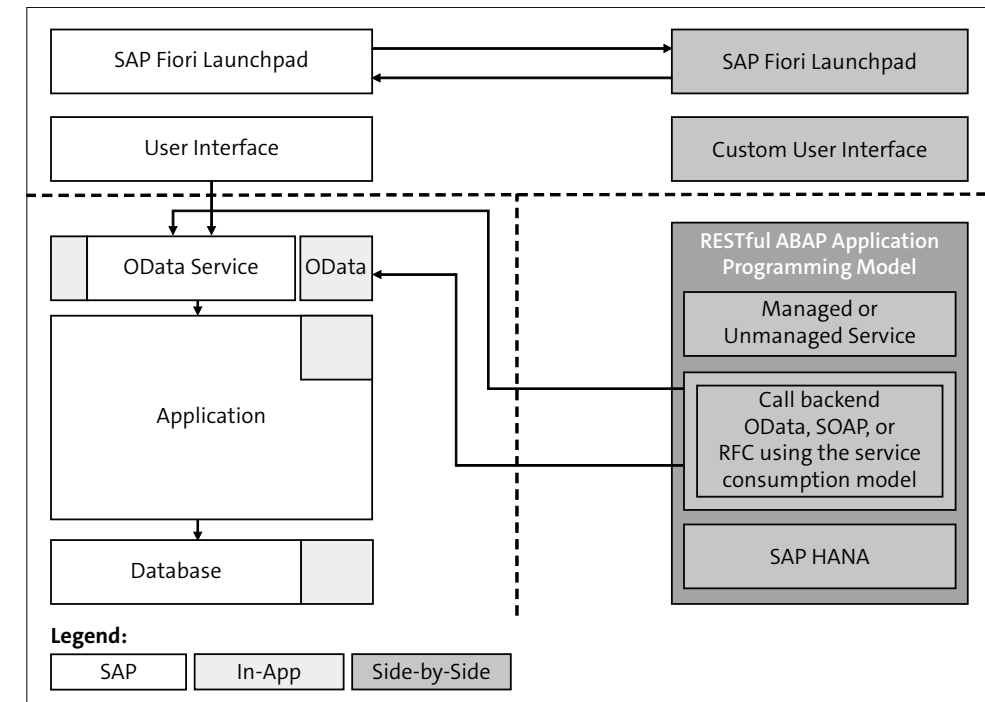 SAP Fiori Launchpad
SAP Fiori Launchpad
User Interface
Custom User Interface
OData Service
OData
Application
Database
RESTful ABAP Application
Programming Model
Managed or
Unmanaged Service
Call backend
OData, SOAP, or
RFC using the service
consumption model
SAP HANA
Legend:
SAP
In-App
Side-by-Side